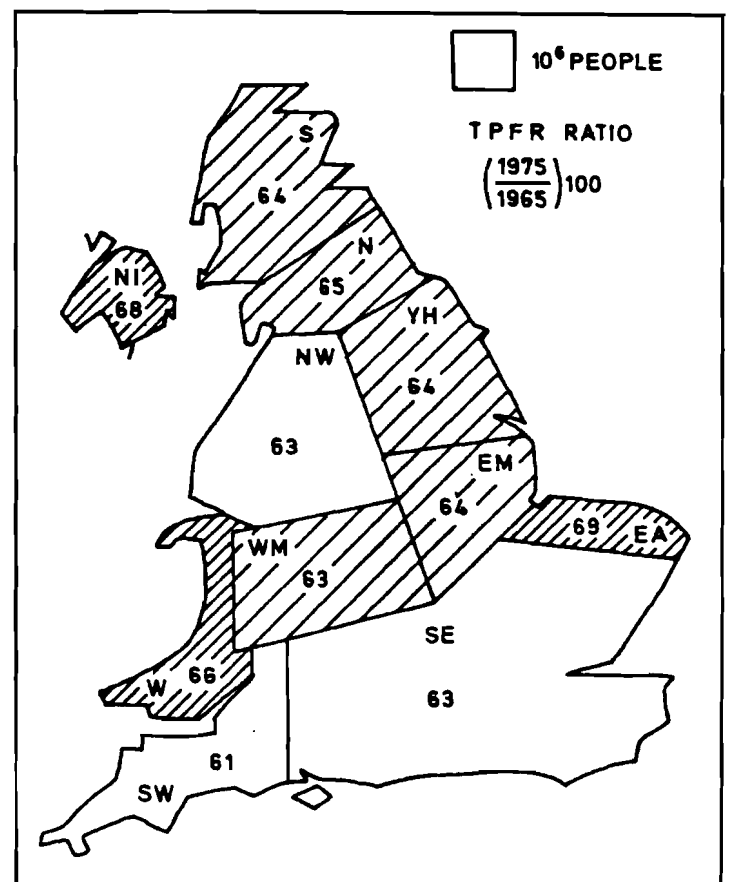 10⁶ PEOPLE
TPFR RATIO
(1975/1965)100
S
64
N
65
NI
68
YH
64
NW
63
EM
64
69 EA
WM
63
SE
63
W 66
61
SW